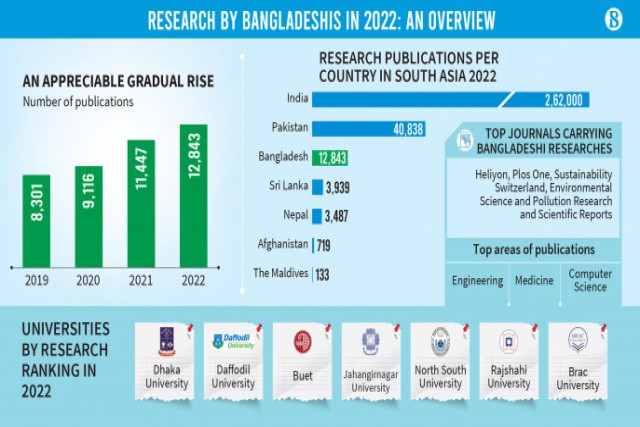 RESEARCH BY BANGLADESHIS IN 2022: AN OVERVIEW
AN APPRECIABLE GRADUAL RISE
Number of publications
8,301
9,116
11,447
12,843
2019
2020
2021
2022
RESEARCH PUBLICATIONS PER
COUNTRY IN SOUTH ASIA 2022
India 2,62,000
Pakistan 40,838
Bangladesh 12,843
Sri Lanka 3,939
Nepal 3,487
Afghanistan 719
The Maldives 133
TOP JOURNALS CARRYING
BANGLADESHI RESEARCHES
Heliyon, Plos One, Sustainability
Switzerland, Environmental
Science and Pollution Research
and Scientific Reports
Top areas of publications
Engineering
Medicine
Computer
Science
UNIVERSITIES
BY RESEARCH
RANKING IN
2022
Dhaka
University
Daffodil
University
Daffodil
University
Buet
Jahangirnagar
University
North South
University
Rajshahi
University
BRAC
Brac
University